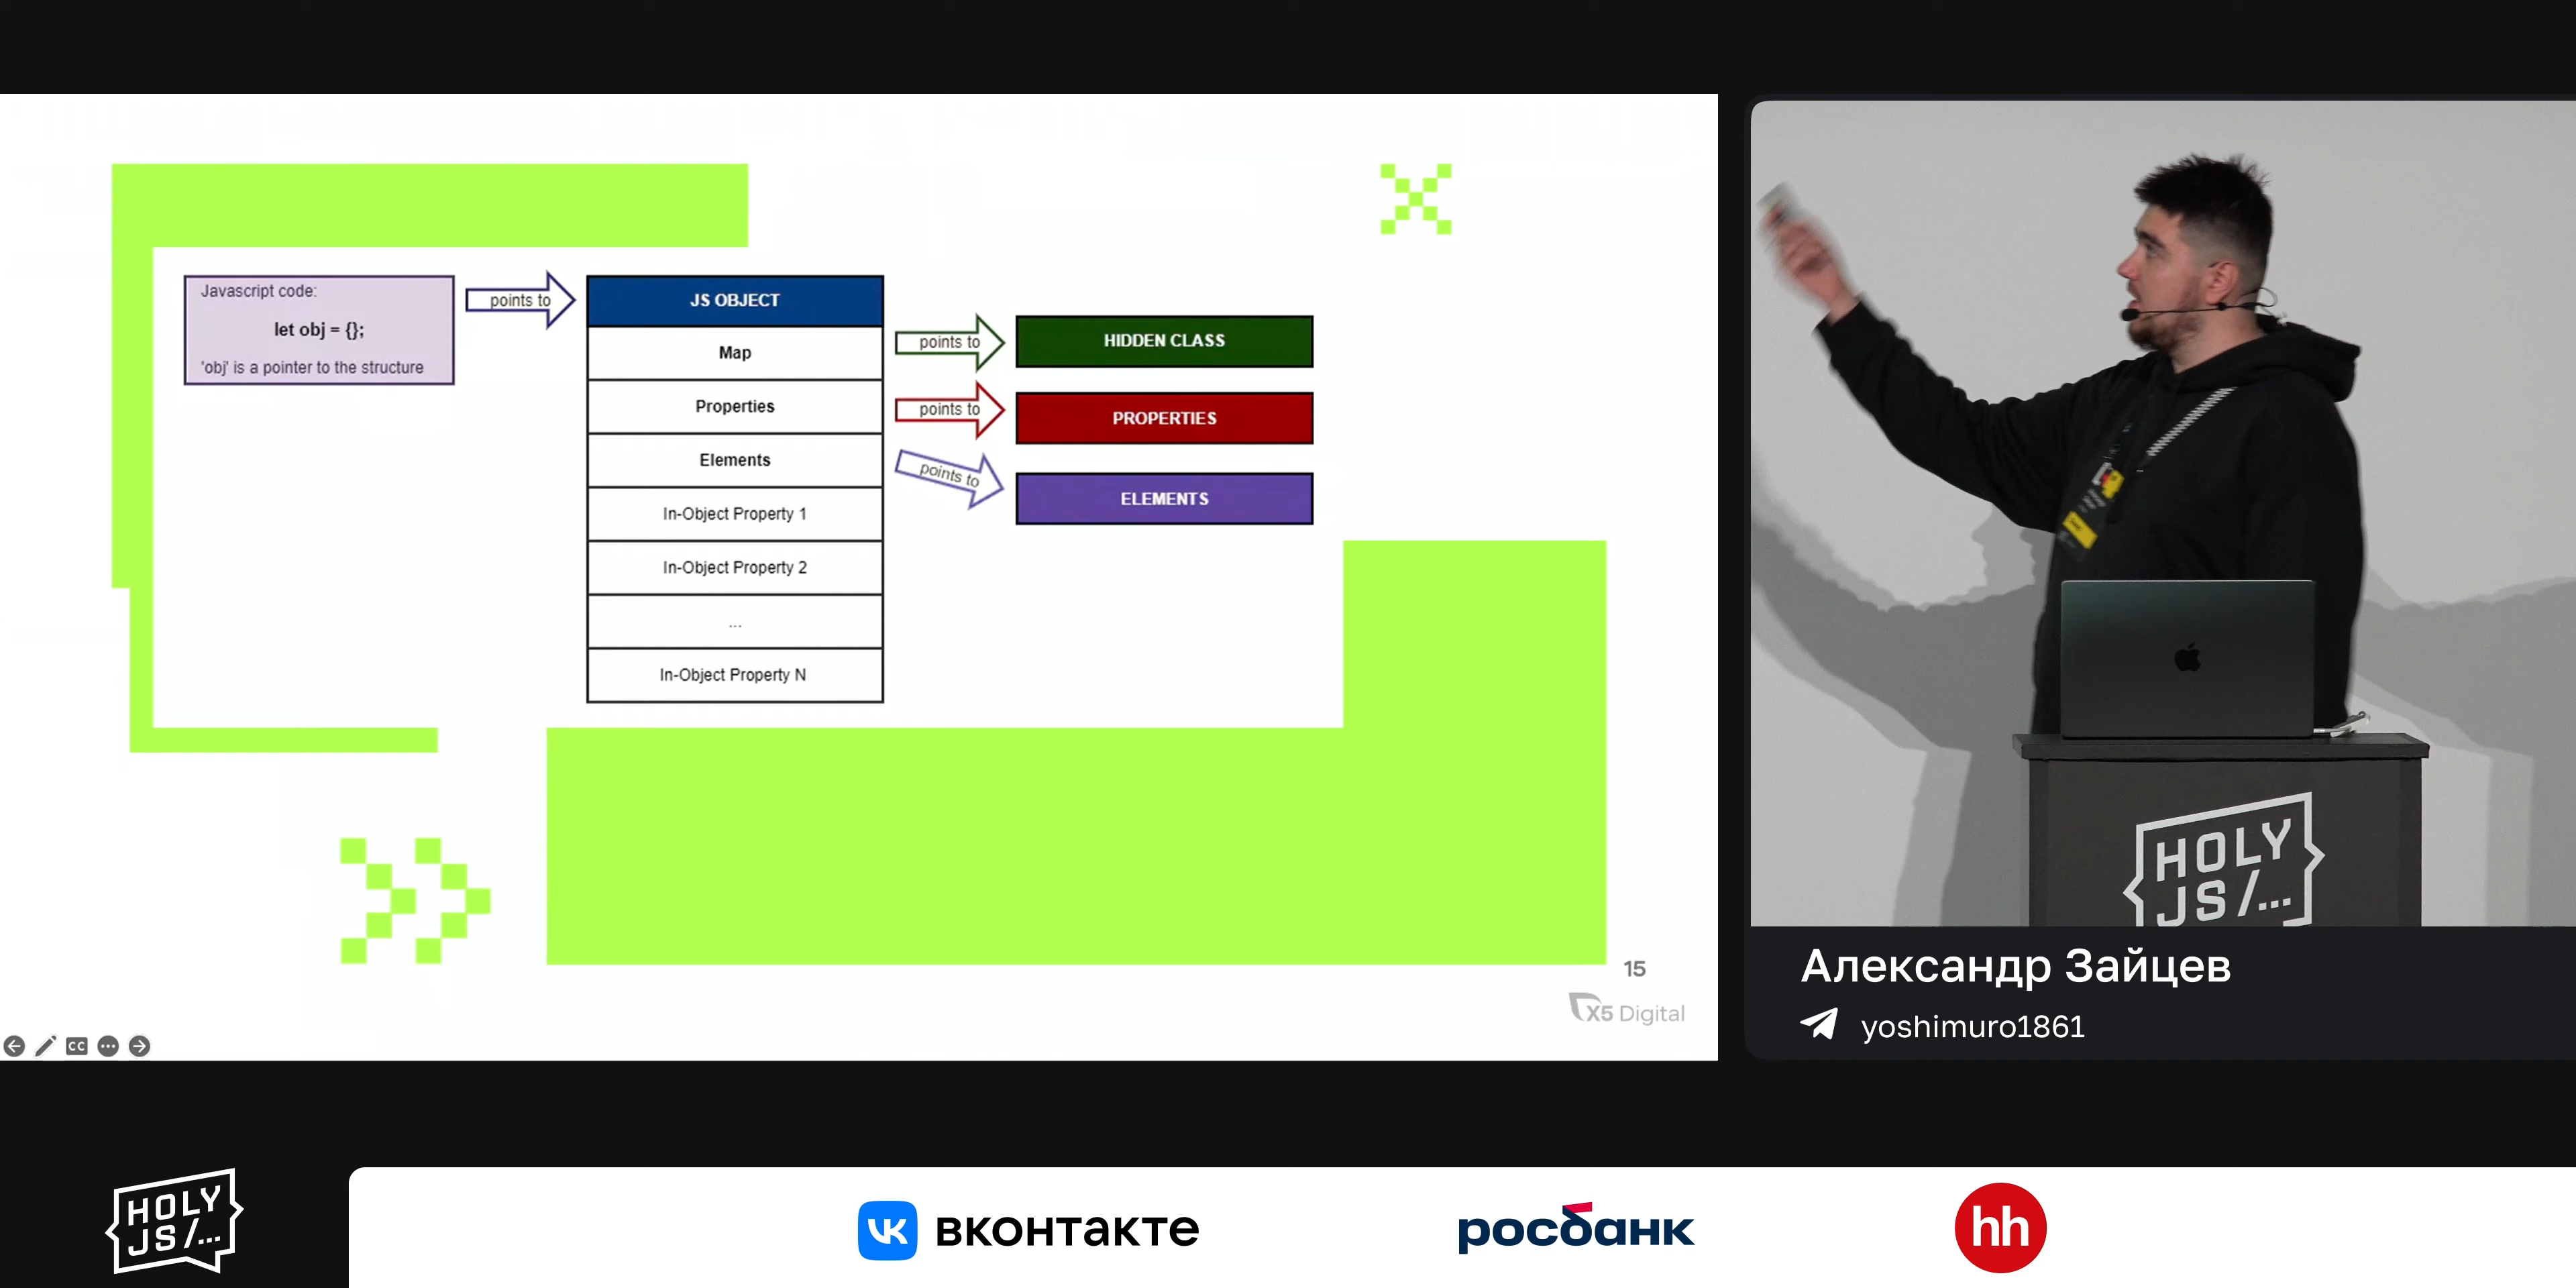 Javascript code:
let obj = {};
'obj' is a pointer to the structure
points to
JS OBJECT
Map
Properties
Elements
In-Object Property 1
In-Object Property 2
...
In-Object Property N
points to
HIDDEN CLASS
points to
PROPERTIES
points to
ELEMENTS
15
X5 Digital
CC
HOLY
JS/...
Александр Зайцев
yoshimuro1861
HOLY
JS/...
вконтакте
росбанк
hh